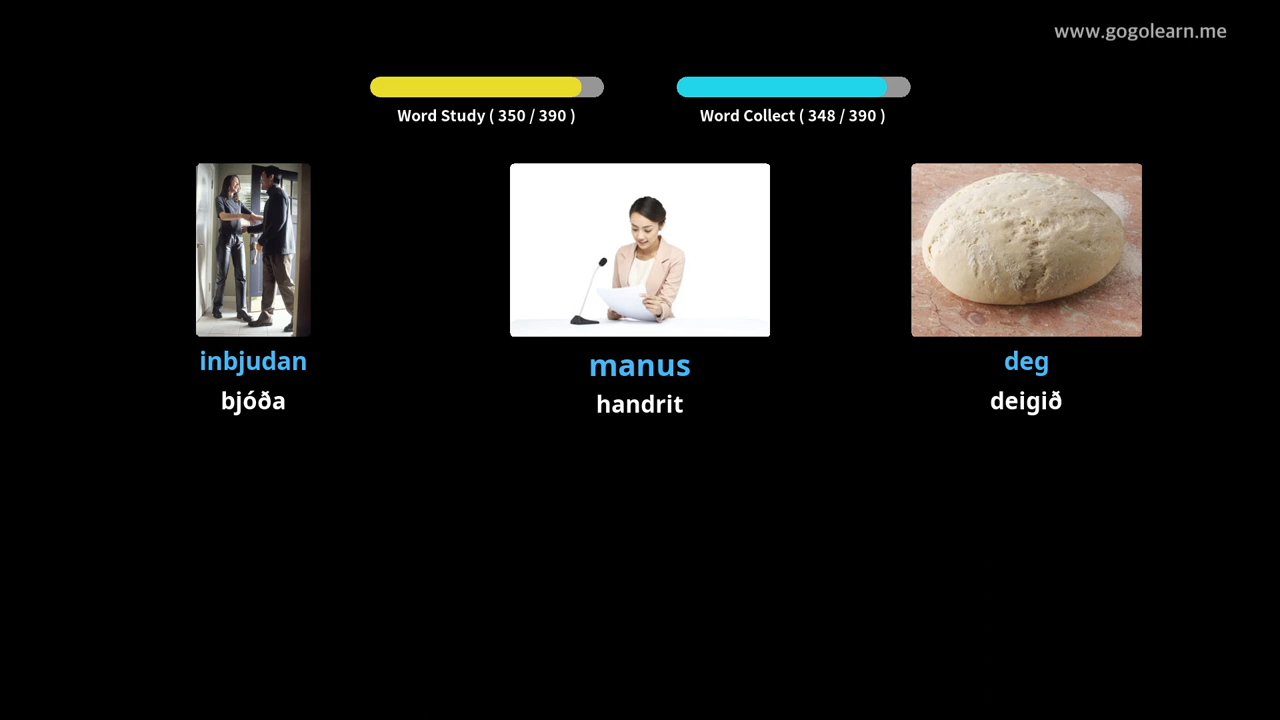 www.gogolearn.me
Word Study ( 350 / 390 )
Word Collect ( 348 / 390 )
inbjudan
bjóða
manus
handrit
deg
deigið